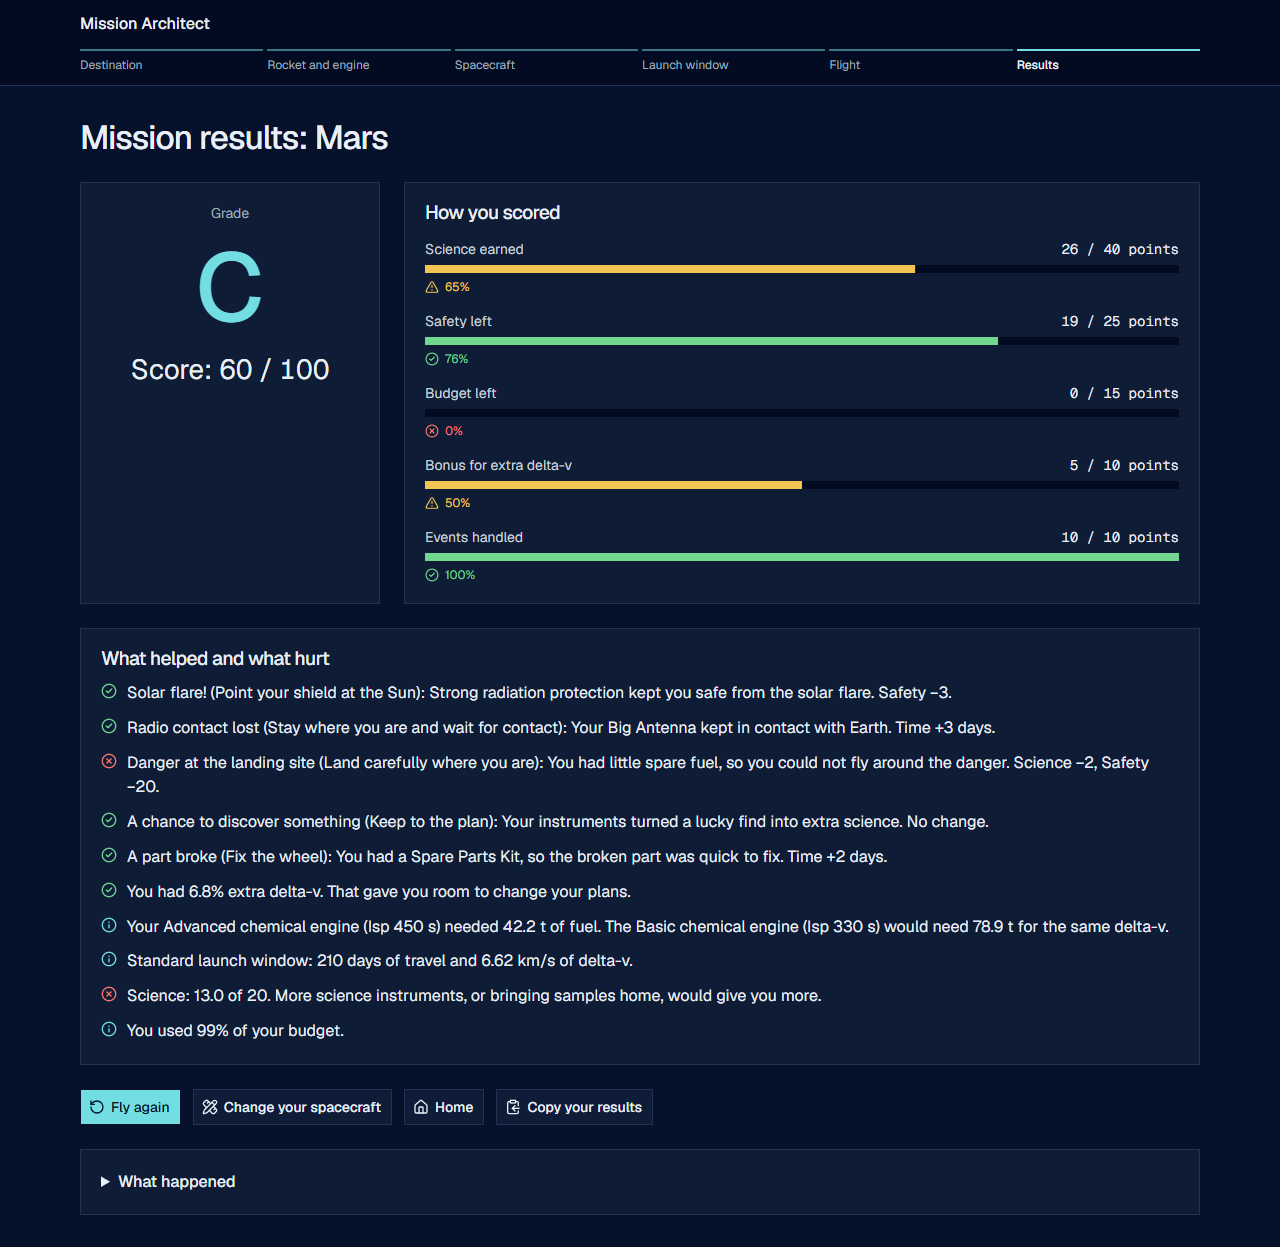 Mission Architect
Destination
Rocket and engine
Spacecraft
Launch window
Flight
Results
Mission results: Mars
Grade
C
Score: 60 / 100
How you scored
Science earned 26 / 40 points
65%
Safety left 19 / 25 points
76%
Budget left 0 / 15 points
0%
Bonus for extra delta-v 5 / 10 points
50%
Events handled 10 / 10 points
100%
What helped and what hurt
Solar flare! (Point your shield at the Sun): Strong radiation protection kept you safe from the solar flare. Safety −3.
Radio contact lost (Stay where you are and wait for contact): Your Big Antenna kept in contact with Earth. Time +3 days.
Danger at the landing site (Land carefully where you are): You had little spare fuel, so you could not fly around the danger. Science −2, Safety
−20.
A chance to discover something (Keep to the plan): Your instruments turned a lucky find into extra science. No change.
A part broke (Fix the wheel): You had a Spare Parts Kit, so the broken part was quick to fix. Time +2 days.
You had 6.8% extra delta-v. That gave you room to change your plans.
Your Advanced chemical engine (Isp 450 s) needed 42.2 t of fuel. The Basic chemical engine (Isp 330 s) would need 78.9 t for the same delta-v.
Standard launch window: 210 days of travel and 6.62 km/s of delta-v.
Science: 13.0 of 20. More science instruments, or bringing samples home, would give you more.
You used 99% of your budget.
Fly again
Change your spacecraft
Home
Copy your results
What happened